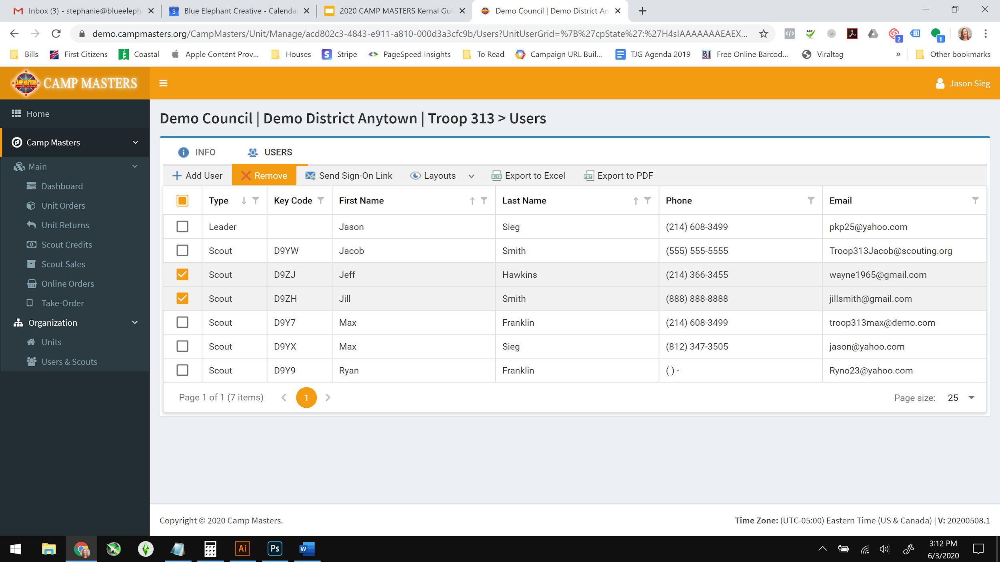 Inbox (3) - stephanie@blueeleph
Blue Elephant Creative - Calenda
2020 CAMP MASTERS Kernal Gui
Demo Council | Demo District An
demo.campmasters.org/CampMasters/Unit/Manage/acd802c3-4843-e911-a810-000d3a3cfc9b/Users?UnitUserGrid=%7B%27cpState%27:%27H4sIAAAAAAAEAEX...
Bills
First Citizens
Coastal
Apple Content Prov...
Houses
Stripe
PageSpeed Insights
To Read
Campaign URL Buil...
TJG Agenda 2019
Free Online Barcod...
Viraltag
»
Other bookmarks
CAMP MASTERS
Jason Sieg
Home
Camp Masters
Main
Dashboard
Unit Orders
Unit Returns
Scout Credits
Scout Sales
Online Orders
Take-Order
Organization
Units
Users & Scouts
Demo Council | Demo District Anytown | Troop 313 > Users
INFO USERS
Add User Remove Send Sign-On Link Layouts Export to Excel Export to PDF
Type Key Code First Name Last Name Phone Email
Leader Jason Sieg (214) 608-3499 pkp25@yahoo.com
Scout D9YW Jacob Smith (555) 555-5555 Troop313Jacob@scouting.org
Scout D9ZJ Jeff Hawkins (214) 366-3455 wayne1965@gmail.com
Scout D9ZH Jill Smith (888) 888-8888 jillsmith@gmail.com
Scout D9Y7 Max Franklin (214) 608-3499 troop313max@demo.com
Scout D9YX Max Sieg (812) 347-3505 jason@yahoo.com
Scout D9Y9 Ryan Franklin ( ) - Ryno23@yahoo.com
Page 1 of 1 (7 items) 1 Page size: 25
Copyright © 2020 Camp Masters.
Time Zone: (UTC-05:00) Eastern Time (US & Canada) | V: 20200508.1
3:12 PM
6/3/2020